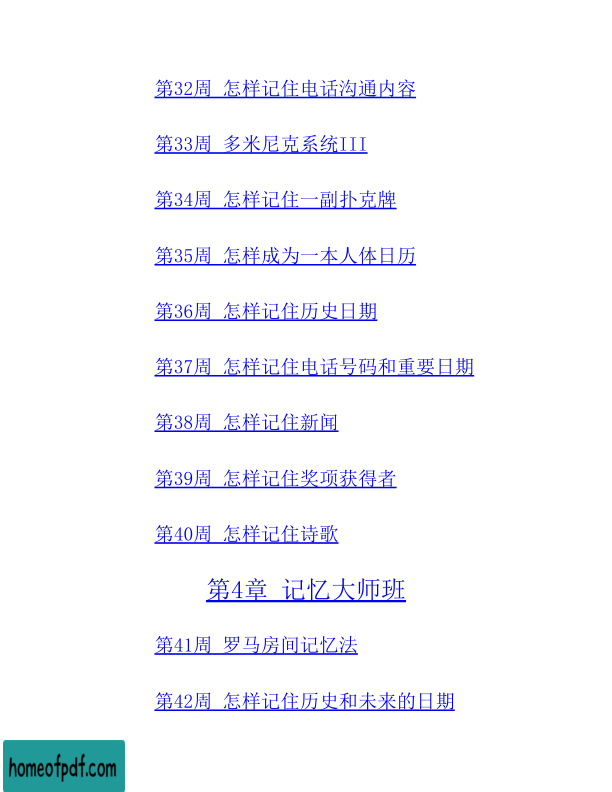 第32周 怎样记住电话沟通内容
第33周 多米尼克系统III
第34周 怎样记住一副扑克牌
第35周 怎样成为一本人体日历
第36周 怎样记住历史日期
第37周 怎样记住电话号码和重要日期
第38周 怎样记住新闻
第39周 怎样记住奖项获得者
第40周 怎样记住诗歌
第4章 记忆大师班
第41周 罗马房间记忆法
第42周 怎样记住历史和未来的日期
homeofpdf.com